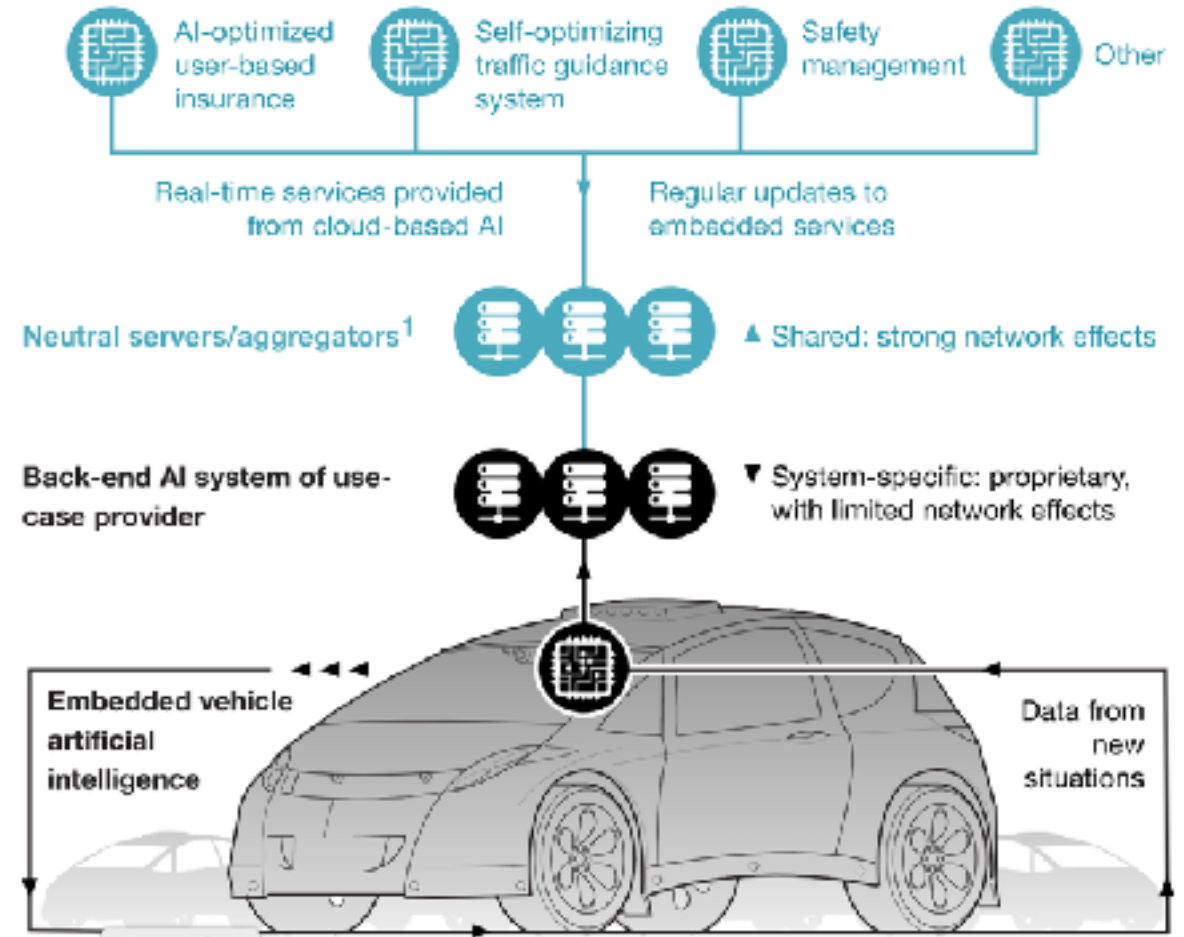 AI-optimized
user-based
insurance
Self-optimizing
traffic guidance
system
Safety
management
Other
Real-time services provided
from cloud-based AI
Regular updates to
embedded services
Neutral servers/aggregators¹
▲ Shared: strong network effects
Back-end AI system of use-
case provider
▼ System-specific: proprietary,
with limited network effects
Embedded vehicle
artificial
intelligence
Data from
new
situations